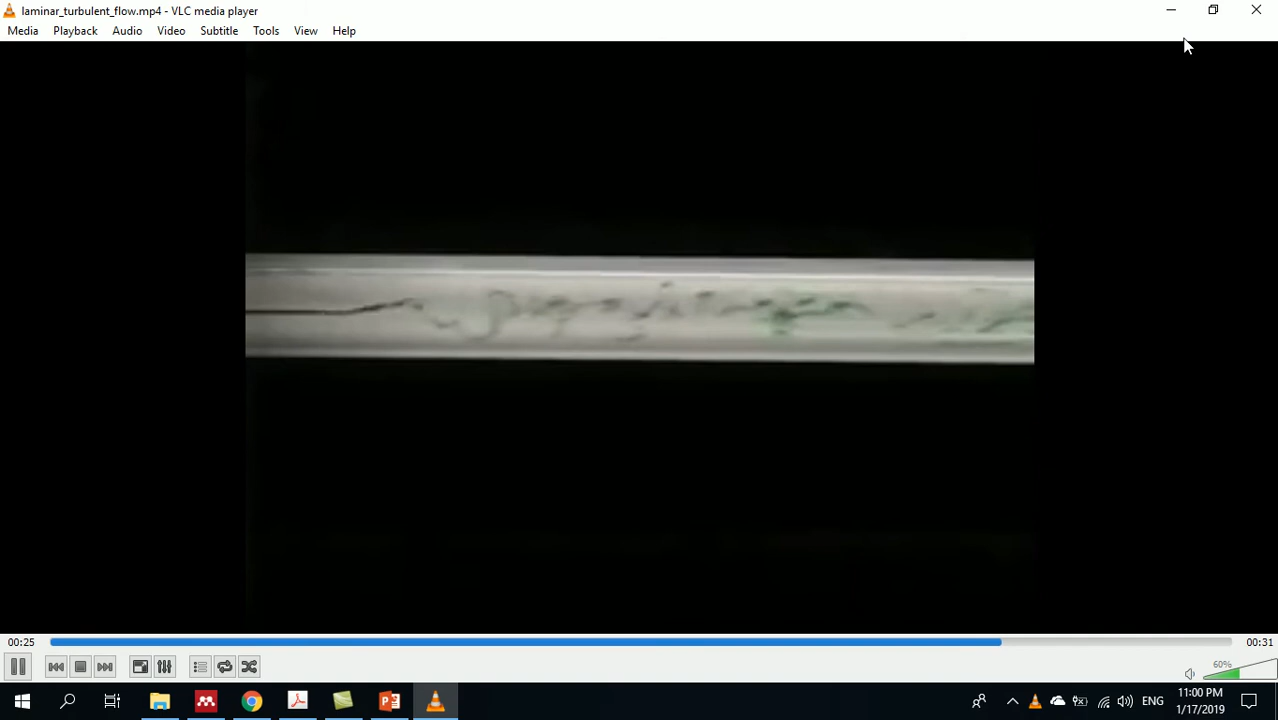 laminar_turbulent_flow.mp4 - VLC media player
Media Playback Audio Video Subtitle Tools View Help
00:25 00:31
60%
ENG 11:00 PM
1/17/2019